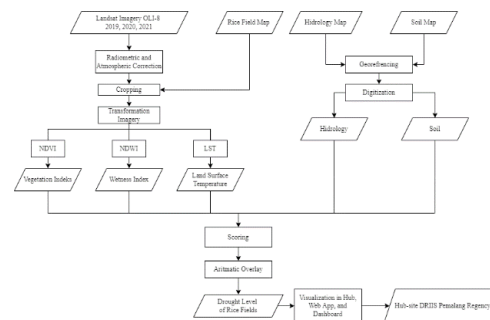 Landsat Imagery OLI-8
2019, 2020, 2021
Rice Field Map
Hidrology Map
Soil Map
Radiometric and
Atmospheric Correction
Georefrencing
Cropping
Digitization
Transformation
Imagery
Hidrology
Soil
NDVI
NDWI
LST
Vegetation Indeks
Wetness Index
Land Surface
Temperature
Scoring
Aritmatic Overlay
Drought Level
of Rice Fields
Visualization in Hub,
Web App, and
Dashboard
Hub-site DRIIS Pemalang Regency